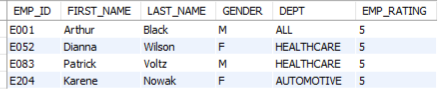 EMP_ID FIRST_NAME LAST_NAME GENDER DEPT EMP_RATING
E001 Arthur Black M ALL 5
E052 Dianna Wilson F HEALTHCARE 5
E083 Patrick Voltz M HEALTHCARE 5
E204 Karene Nowak F AUTOMOTIVE 5